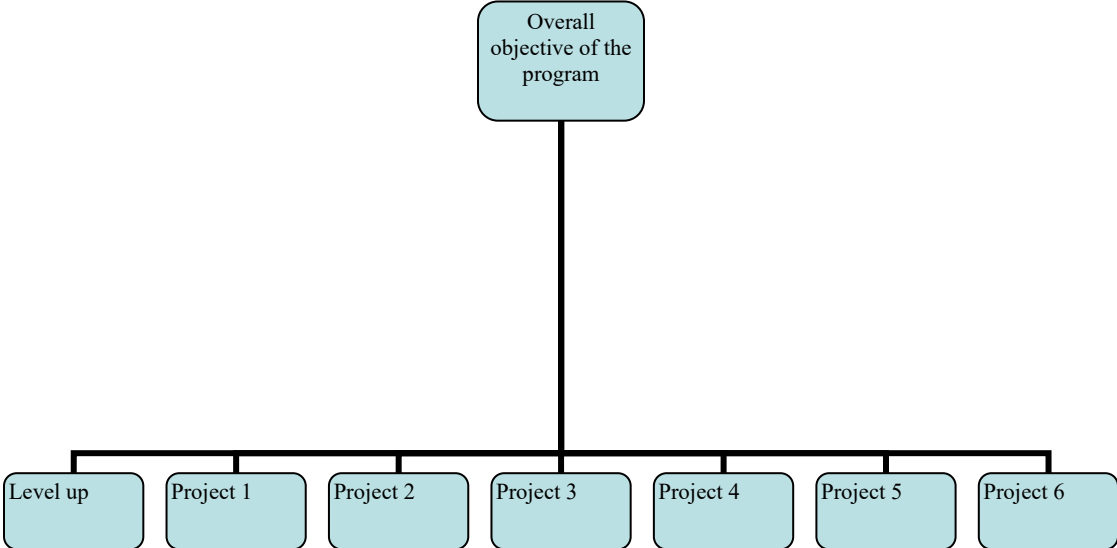 Overall
objective of the
program
Level up
Project 1
Project 2
Project 3
Project 4
Project 5
Project 6